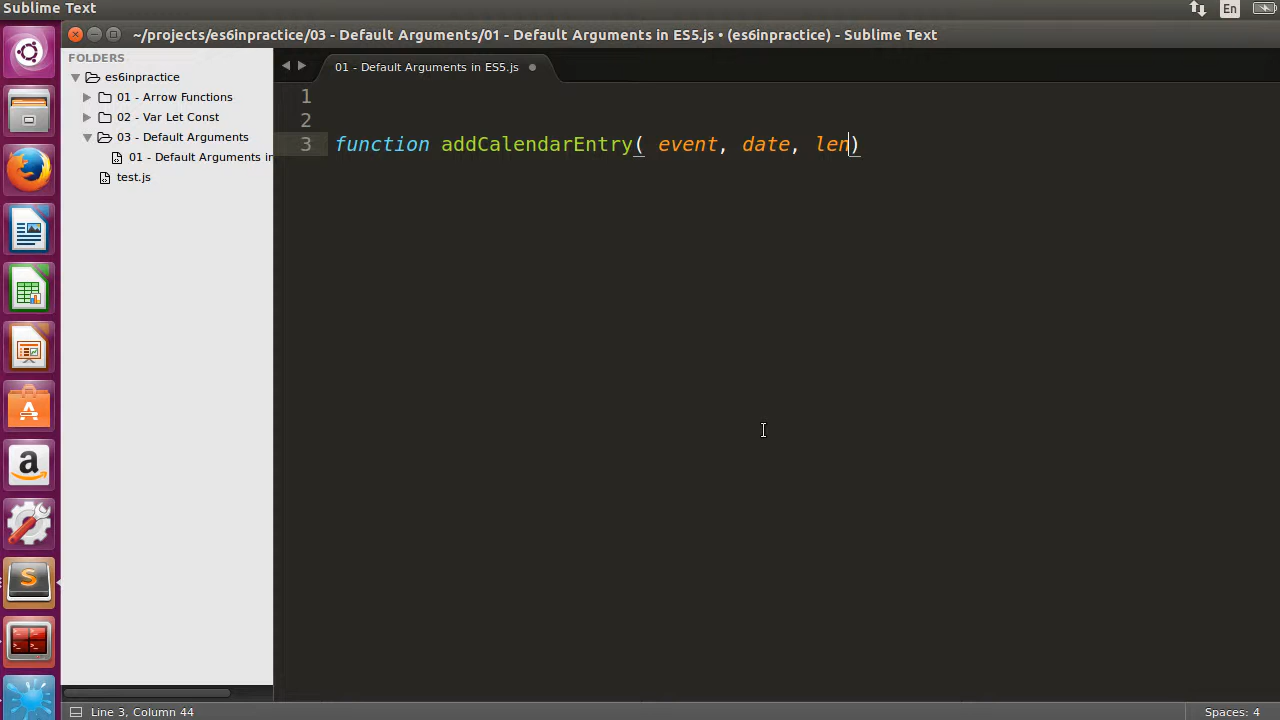 Sublime Text
En
~/projects/es6inpractice/03 - Default Arguments/01 - Default Arguments in ES5.js • (es6inpractice) - Sublime Text
FOLDERS
es6inpractice
01 - Arrow Functions
02 - Var Let Const
03 - Default Arguments
01 - Default Arguments in
test.js
01 - Default Arguments in ES5.js
1
2
3 function addCalendarEntry( event, date, len)
Line 3, Column 44
Spaces: 4